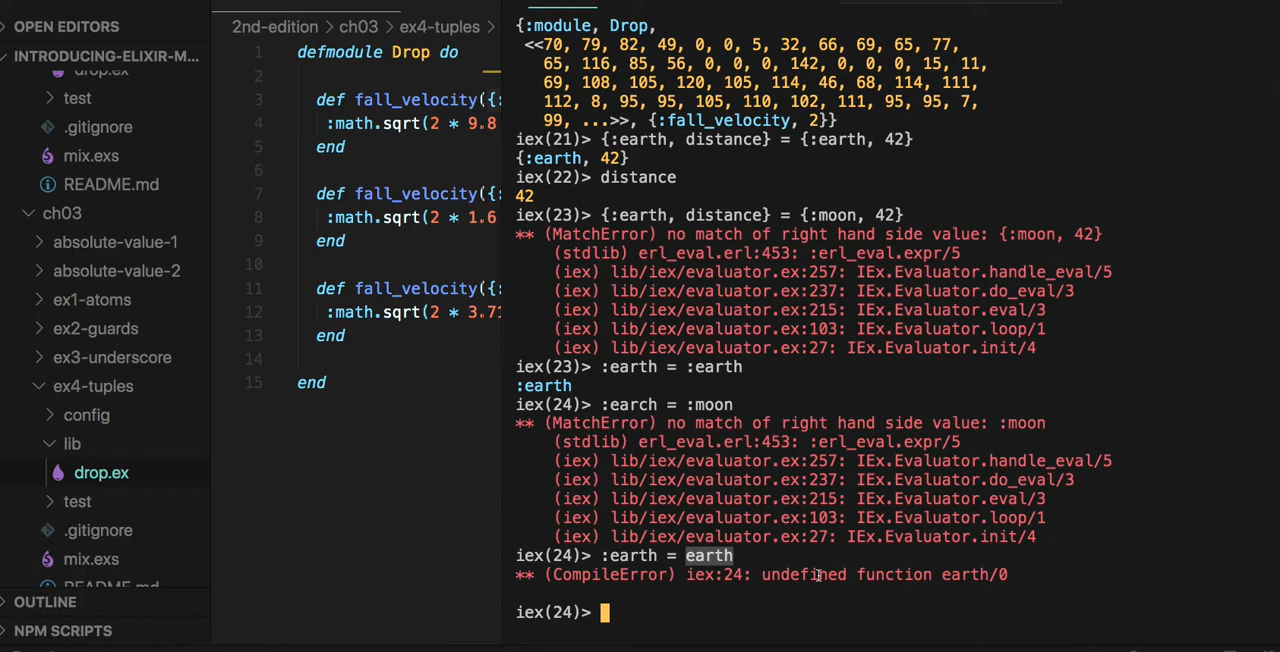 OPEN EDITORS
INTRODUCING-ELIXIR-M...
drop.ex
test
.gitignore
mix.exs
README.md
ch03
absolute-value-1
absolute-value-2
ex1-atoms
ex2-guards
ex3-underscore
ex4-tuples
config
lib
drop.ex
test
.gitignore
mix.exs
README.md
OUTLINE
NPM SCRIPTS
2nd-edition > ch03 > ex4-tuples >
1 defmodule Drop do
2
3 def fall_velocity({:
4 :math.sqrt(2 * 9.8
5 end
6
7 def fall_velocity({:
8 :math.sqrt(2 * 1.6
9 end
10
11 def fall_velocity({:
12 :math.sqrt(2 * 3.71
13 end
14
15 end
{:module, Drop,
<<70, 79, 82, 49, 0, 0, 5, 32, 66, 69, 65, 77,
65, 116, 85, 56, 0, 0, 0, 142, 0, 0, 0, 15, 11,
69, 108, 105, 120, 105, 114, 46, 68, 114, 111,
112, 8, 95, 95, 105, 110, 102, 111, 95, 95, 7,
99, ...>>, {:fall_velocity, 2}}
iex(21)> {:earth, distance} = {:earth, 42}
{:earth, 42}
iex(22)> distance
42
iex(23)> {:earth, distance} = {:moon, 42}
** (MatchError) no match of right hand side value: {:moon, 42}
(stdlib) erl_eval.erl:453: :erl_eval.expr/5
(iex) lib/iex/evaluator.ex:257: IEx.Evaluator.handle_eval/5
(iex) lib/iex/evaluator.ex:237: IEx.Evaluator.do_eval/3
(iex) lib/iex/evaluator.ex:215: IEx.Evaluator.eval/3
(iex) lib/iex/evaluator.ex:103: IEx.Evaluator.loop/1
(iex) lib/iex/evaluator.ex:27: IEx.Evaluator.init/4
iex(23)> :earth = :earth
:earth
iex(24)> :earch = :moon
** (MatchError) no match of right hand side value: :moon
(stdlib) erl_eval.erl:453: :erl_eval.expr/5
(iex) lib/iex/evaluator.ex:257: IEx.Evaluator.handle_eval/5
(iex) lib/iex/evaluator.ex:237: IEx.Evaluator.do_eval/3
(iex) lib/iex/evaluator.ex:215: IEx.Evaluator.eval/3
(iex) lib/iex/evaluator.ex:103: IEx.Evaluator.loop/1
(iex) lib/iex/evaluator.ex:27: IEx.Evaluator.init/4
iex(24)> :earth = earth
** (CompileError) iex:24: undefined function earth/0
iex(24)>